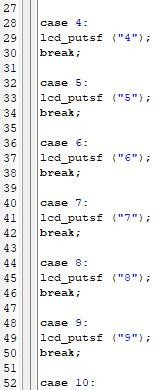 27
28 case 4:
29 lcd_putsf ("4");
30 break;
31
32 case 5:
33 lcd_putsf ("5");
34 break;
35
36 case 6:
37 lcd_putsf ("6");
38 break;
39
40 case 7:
41 lcd_putsf ("7");
42 break;
43
44 case 8:
45 lcd_putsf ("8");
46 break;
47
48 case 9:
49 lcd_putsf ("9");
50 break;
51
52 case 10: